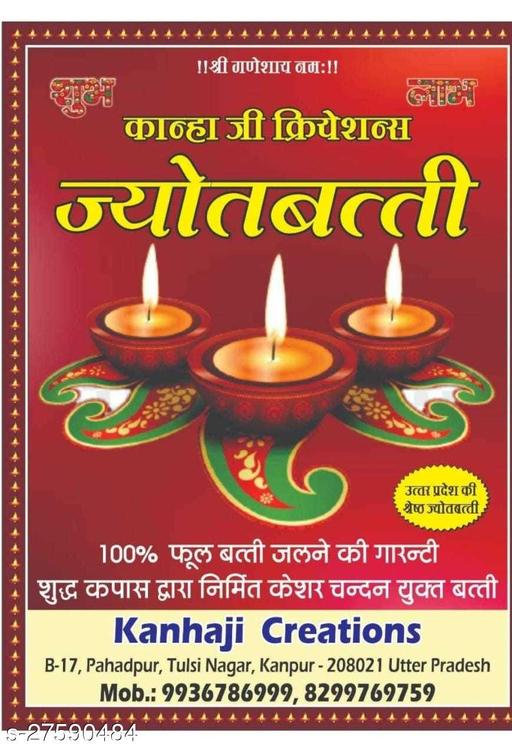 !!श्री गणेशाय नम:!!
शुभ लाभ
कान्हा जी क्रियेशन्स
ज्योतबत्ती
उत्तर प्रदेश की
श्रेष्ठ ज्योतबत्ती
100% फूल बत्ती जलने की गारन्टी
शुद्ध कपास द्वारा निर्मित केशर चन्दन युक्त बत्ती
Kanhaji Creations
B-17, Pahadpur, Tulsi Nagar, Kanpur - 208021 Utter Pradesh
Mob.: 9936786999, 8299769759
s-27590484